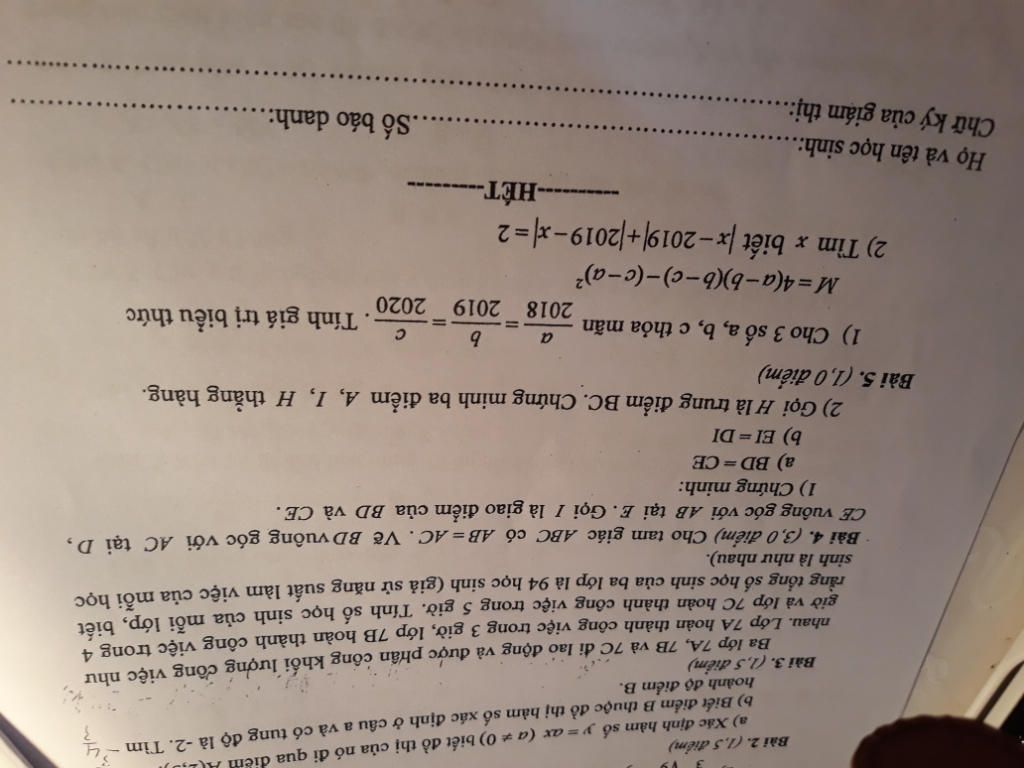 Bài 2. (1,5 điểm)
a) Xác định hàm số y = ax (a ≠ 0) biết đồ thị của nó đi qua điểm
b) Biết điểm B thuộc đồ thị hàm số xác định ở câu a và có tung độ là -2. Tìm
hoành độ điểm B.
Bài 3. (1,5 điểm)
Ba lớp 7A, 7B và 7C đi lao động và được phân công khối lượng công việc như
nhau. Lớp 7A hoàn thành công việc trong 3 giờ, lớp 7B hoàn thành công việc trong 4
giờ và lớp 7C hoàn thành công việc trong 5 giờ. Tính số học sinh của mỗi lớp, biết
rằng tổng số học sinh của ba lớp là 94 học sinh (giả sử năng suất làm việc của mỗi học
sinh là như nhau).
Bài 4. (3,0 điểm) Cho tam giác ABC có AB = AC. Vẽ BD vuông góc với AC tại D,
CE vuông góc với AB tại E. Gọi I là giao điểm của BD và CE.
1) Chứng minh:
a) BD = CE
b) EI = DI
2) Gọi H là trung điểm BC. Chứng minh ba điểm A, I, H thẳng hàng.
Bài 5. (1,0 điểm)
1) Cho 3 số a, b, c thỏa mãn a/2018 = b/2019 = c/2020. Tính giá trị biểu thức
M = 4(a-b)(b-c)-(c-a)²
2) Tìm x biết |x-2019|+|2019-x|=2
-----------HẾT----------
Họ và tên học sinh:.......................................................Số báo danh:.....................................
Chữ ký của giám thị:...............................................................................................